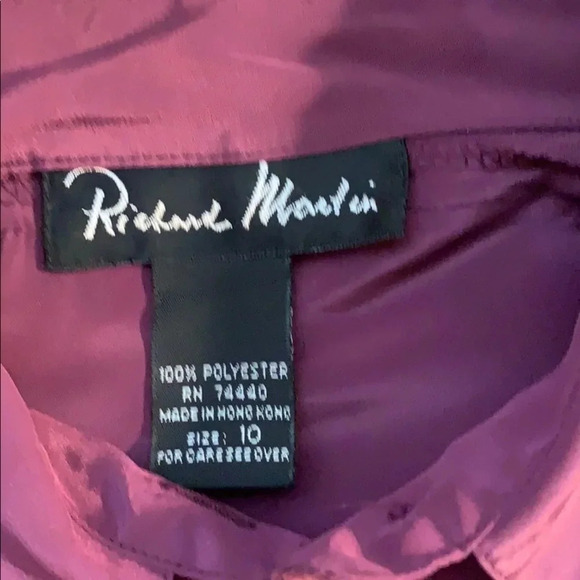 Richard Martin
100% POLYESTER
RN 74440
MADE IN HONG KONG
SIZE: 10
FOR CARE SEE OVER